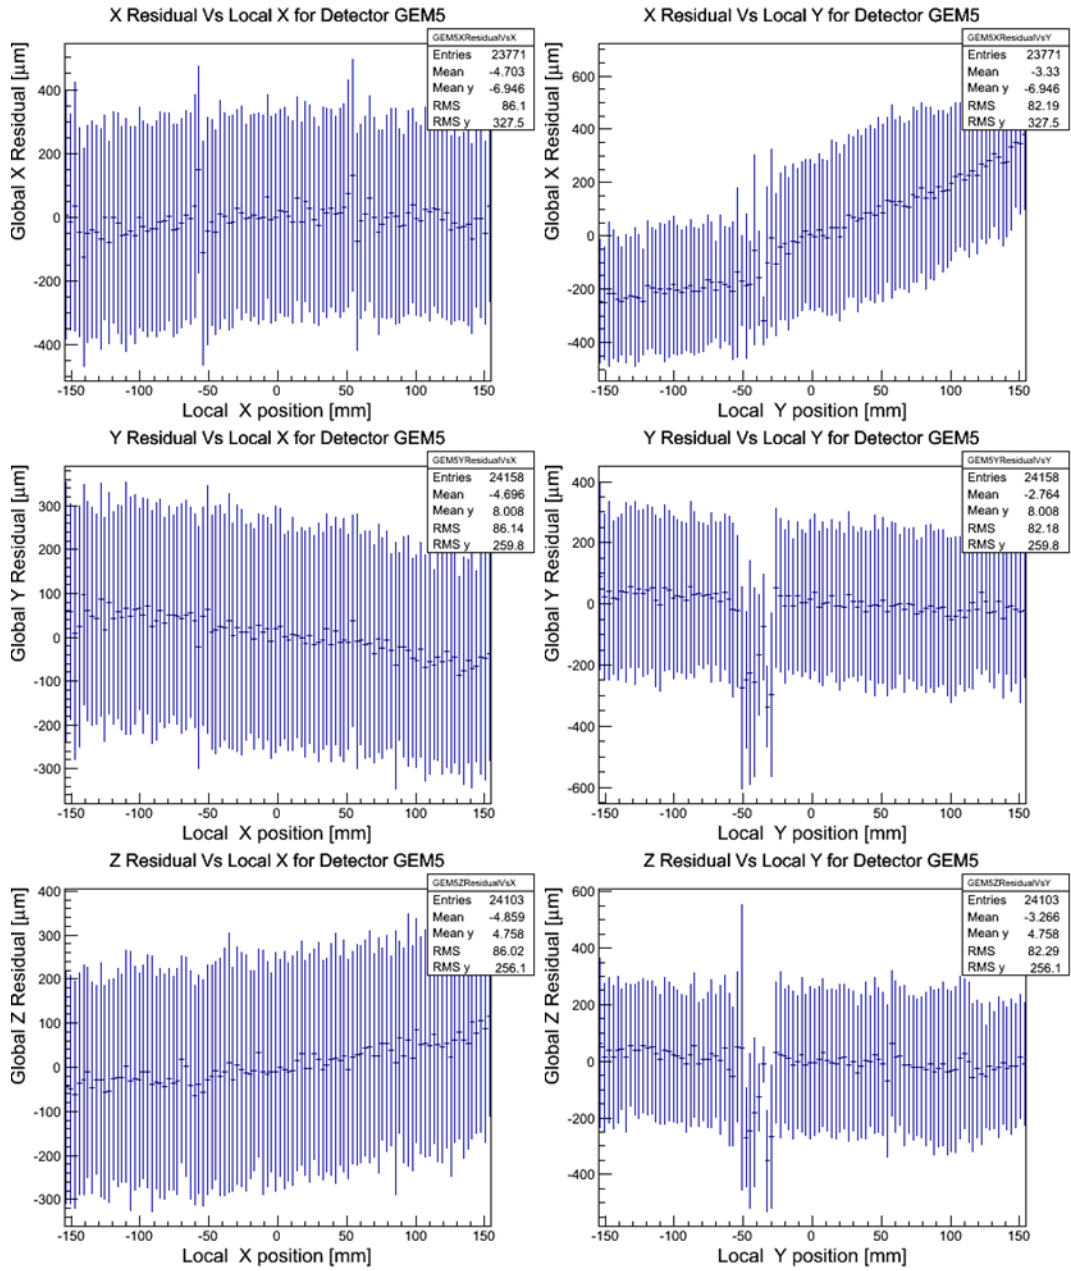 X Residual Vs Local X for Detector GEM5
GEM5XResidualVsX
Entries 23771
Mean -4.703
Mean y -6.946
RMS 86.1
RMS y 327.5
Global X Residual [μm]
400
200
0
-200
-400
-150 -100 -50 0 50 100 150
Local X position [mm]
X Residual Vs Local Y for Detector GEM5
GEM5XResidualVsY
Entries 23771
Mean -3.33
Mean y -6.946
RMS 82.19
RMS y 327.5
Global X Residual [μm]
600
400
200
0
-200
-400
-150 -100 -50 0 50 100 150
Local Y position [mm]
Y Residual Vs Local X for Detector GEM5
GEM5YResidualVsX
Entries 24158
Mean -4.696
Mean y 8.008
RMS 86.14
RMS y 259.8
Global Y Residual [μm]
300
200
100
0
-100
-200
-300
-150 -100 -50 0 50 100 150
Local X position [mm]
Y Residual Vs Local Y for Detector GEM5
GEM5YResidualVsY
Entries 24158
Mean -2.764
Mean y 8.008
RMS 82.18
RMS y 259.8
Global Y Residual [μm]
400
200
0
-200
-400
-600
-150 -100 -50 0 50 100 150
Local Y position [mm]
Z Residual Vs Local X for Detector GEM5
GEM5ZResidualVsX
Entries 24103
Mean -4.859
Mean y 4.758
RMS 86.02
RMS y 256.1
Global Z Residual [μm]
400
300
200
100
0
-100
-200
-300
-150 -100 -50 0 50 100 150
Local X position [mm]
Z Residual Vs Local Y for Detector GEM5
GEM5ZResidualVsY
Entries 24103
Mean -3.266
Mean y 4.758
RMS 82.29
RMS y 256.1
Global Z Residual [μm]
600
400
200
0
-200
-400
-150 -100 -50 0 50 100 150
Local Y position [mm]